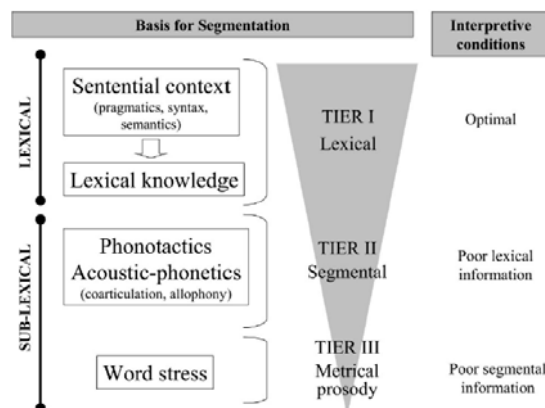 Basis for Segmentation
Interpretive
conditions
LEXICAL
Sentential context
(pragmatics, syntax,
semantics)
Lexical knowledge
TIER I
Lexical
Optimal
SUB-LEXICAL
Phonotactics
Acoustic-phonetics
(coarticulation, allophony)
TIER II
Segmental
Poor lexical
information
Word stress
TIER III
Metrical
prosody
Poor segmental
information